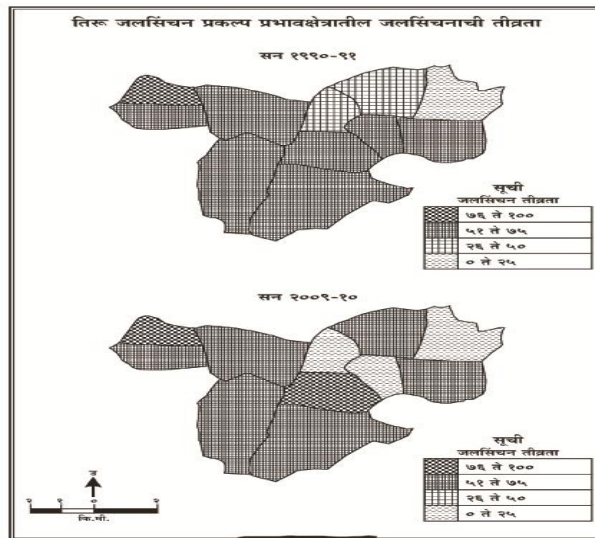 तिरू जलसिंचन प्रकल्प प्रभावक्षेत्रातील जलसिंचनाची तीव्रता
सन १९९०-९१
सूची
जलसिंचन तीव्रता
७६ ते १००
५१ ते ७५
२६ ते ५०
० ते २५
सन २००९-१०
सूची
जलसिंचन तीव्रता
७६ ते १००
५१ ते ७५
२६ ते ५०
० ते २५
कि.मी.